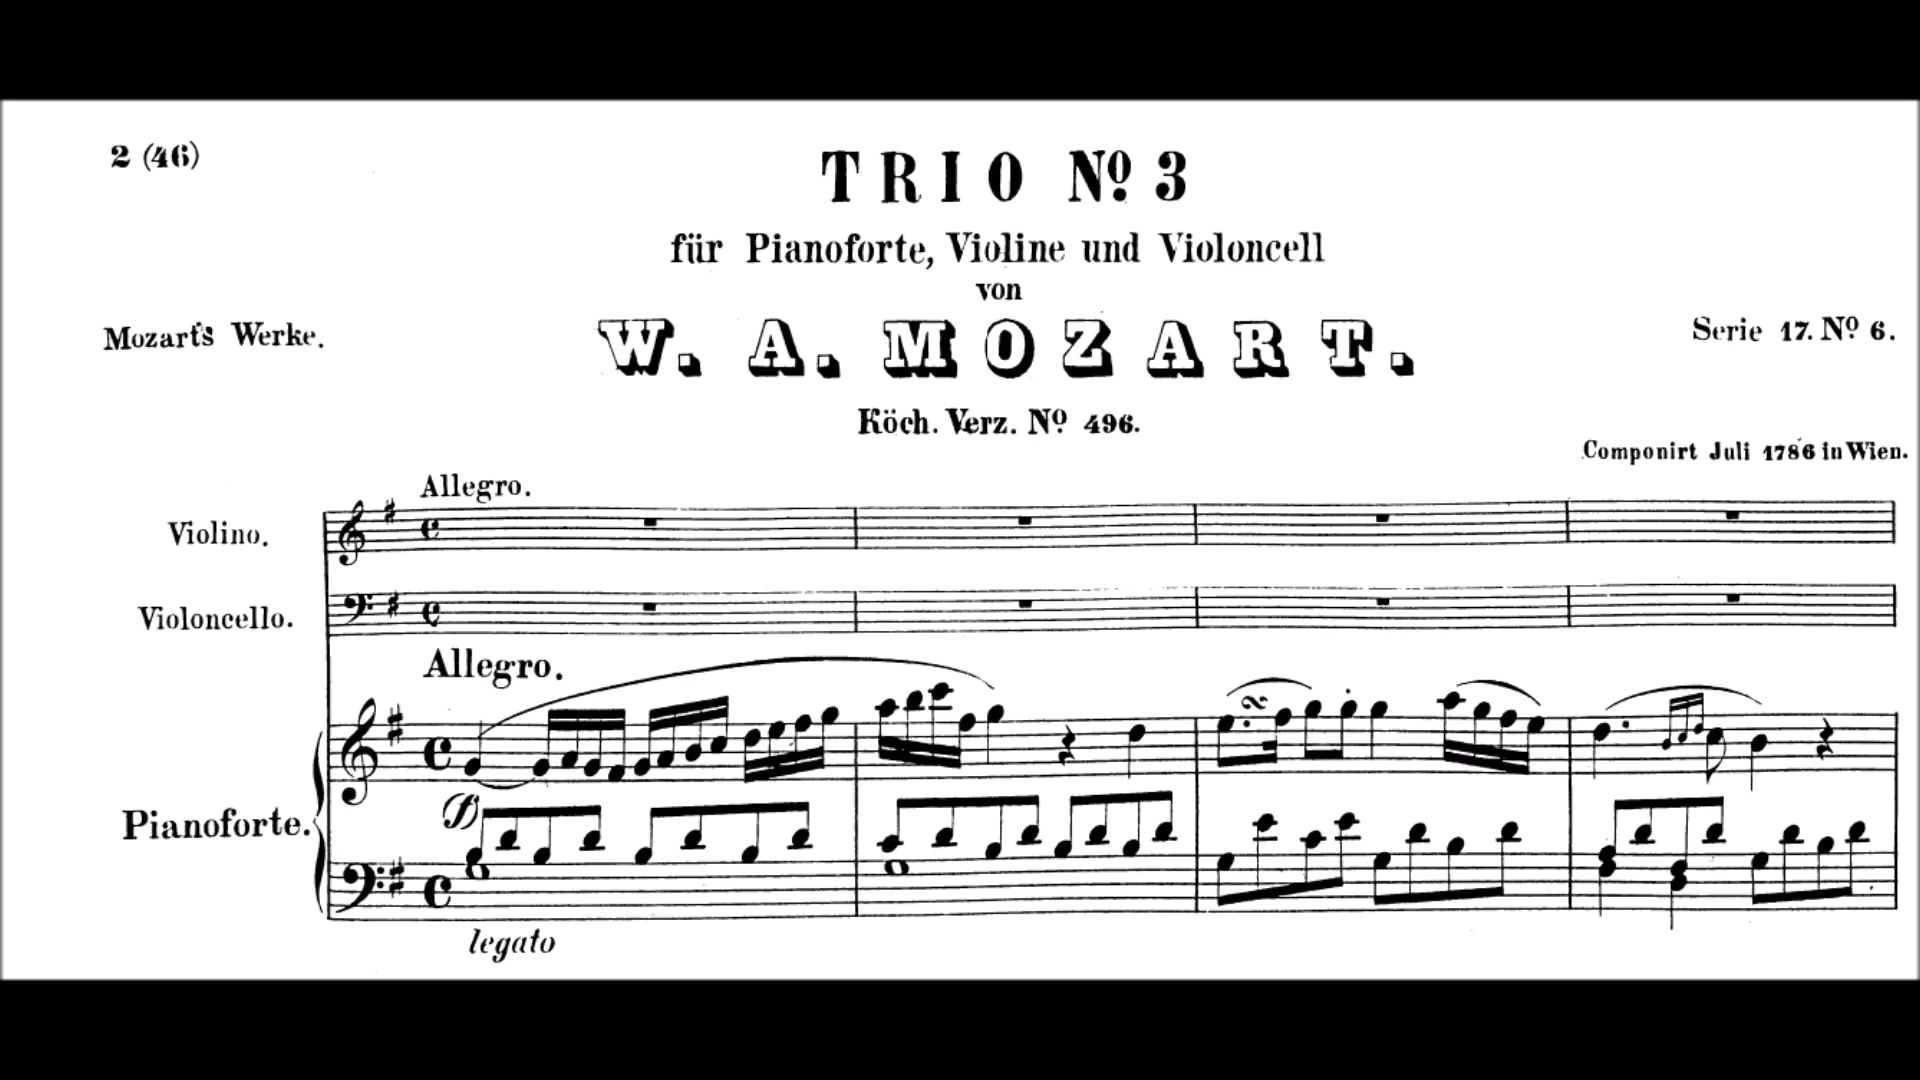 2 (46)
TRIO Nº 3
für Pianoforte, Violine und Violoncell
von
Mozart's Werke.
W. A. MOZART.
Serie 17. Nº 6.
Köch. Verz. Nº 496.
Componirt Juli 1786 in Wien.
Allegro.
Violino.
Violoncello.
Allegro.
(f)
Pianoforte.
legato